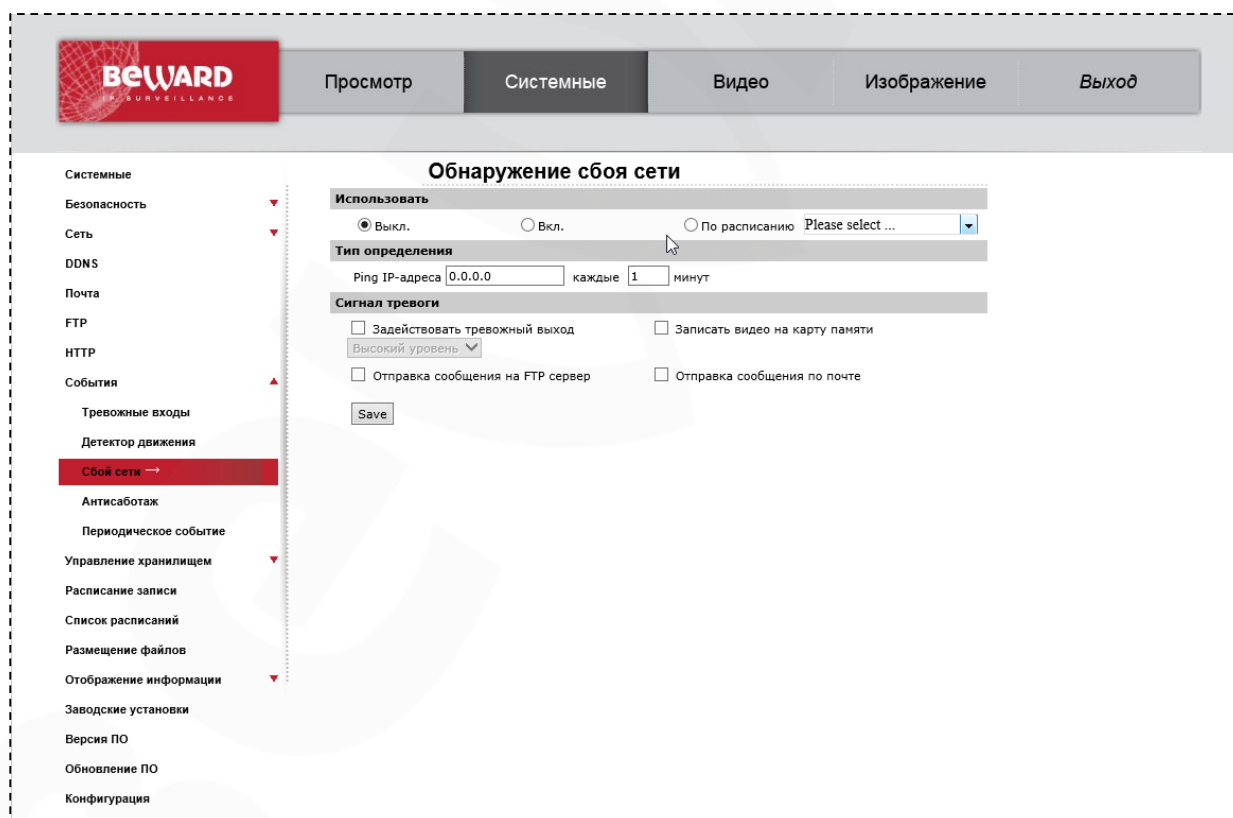 BEWARD
IP SURVEILLANCE
Просмотр
Системные
Видео
Изображение
Выход
Системные
Безопасность
Сеть
DDNS
Почта
FTP
HTTP
События
Тревожные входы
Детектор движения
Сбой сети →
Антисаботаж
Периодическое событие
Управление хранилищем
Расписание записи
Список расписаний
Размещение файлов
Отображение информации
Заводские установки
Версия ПО
Обновление ПО
Конфигурация
Обнаружение сбоя сети
Использовать
Выкл. Вкл. По расписанию Please select ...
Тип определения
Ping IP-адреса 0.0.0.0 каждые 1 минут
Сигнал тревоги
Задействовать тревожный выход Записать видео на карту памяти
Высокий уровень
Отправка сообщения на FTP сервер Отправка сообщения по почте
Save